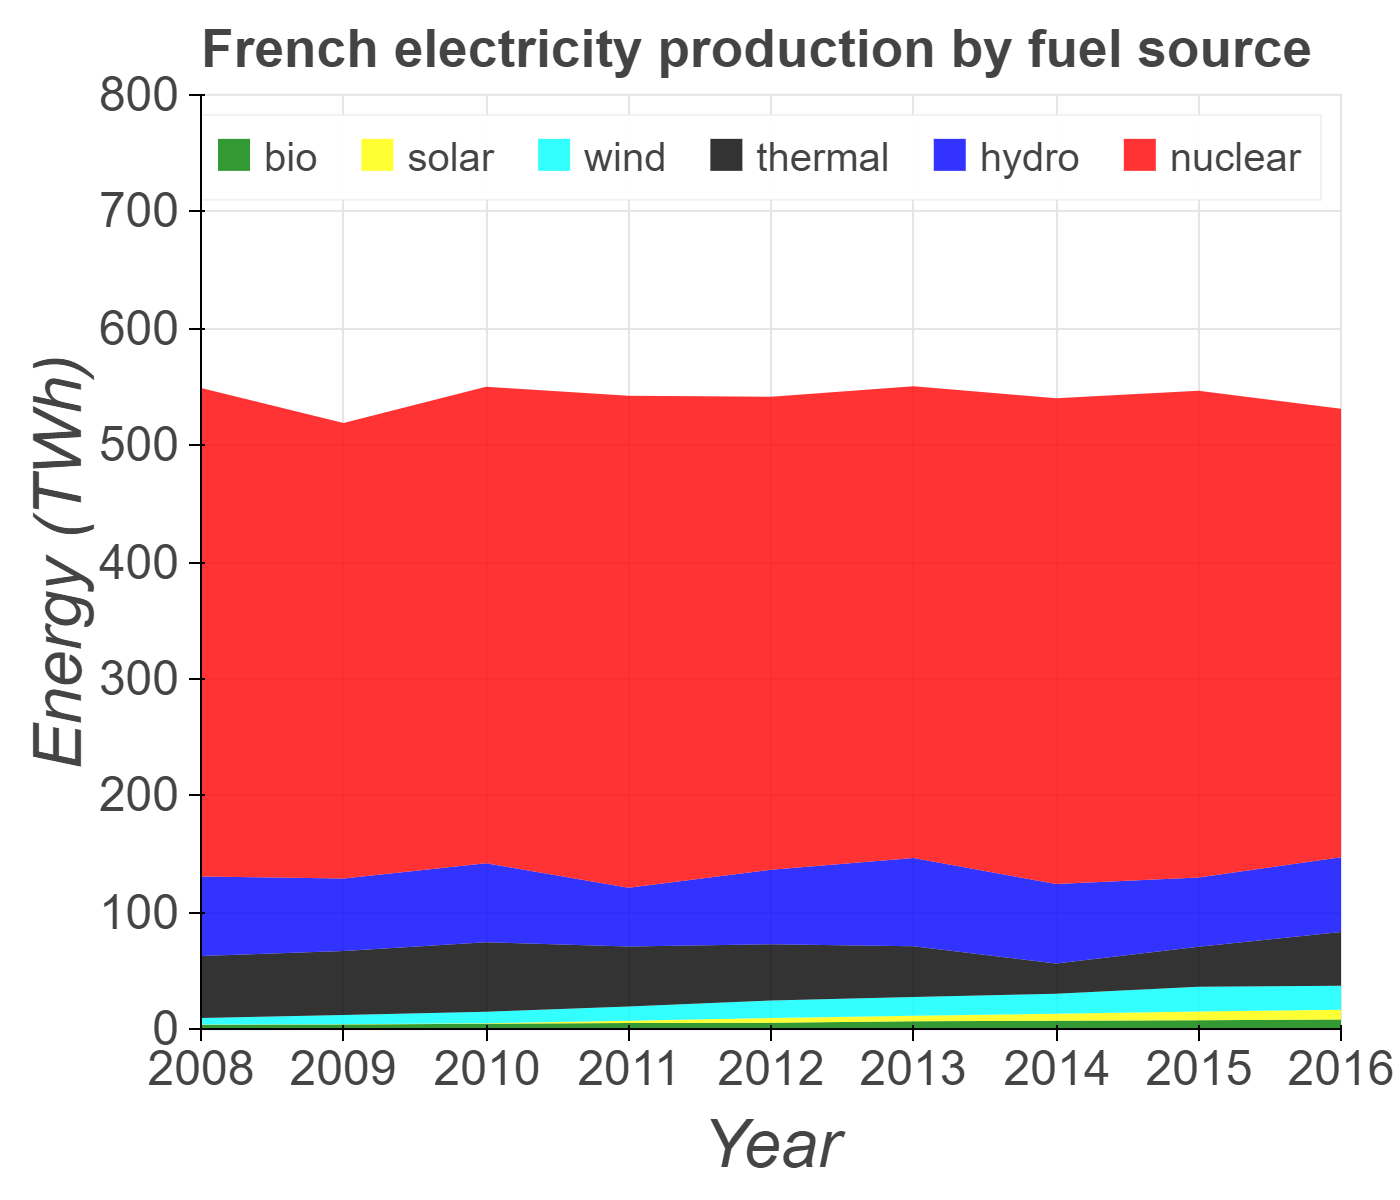 French electricity production by fuel source
800
bio solar wind thermal hydro nuclear
700
600
500
400
300
200
100
0
Energy (TWh)
2008 2009 2010 2011 2012 2013 2014 2015 2016
Year